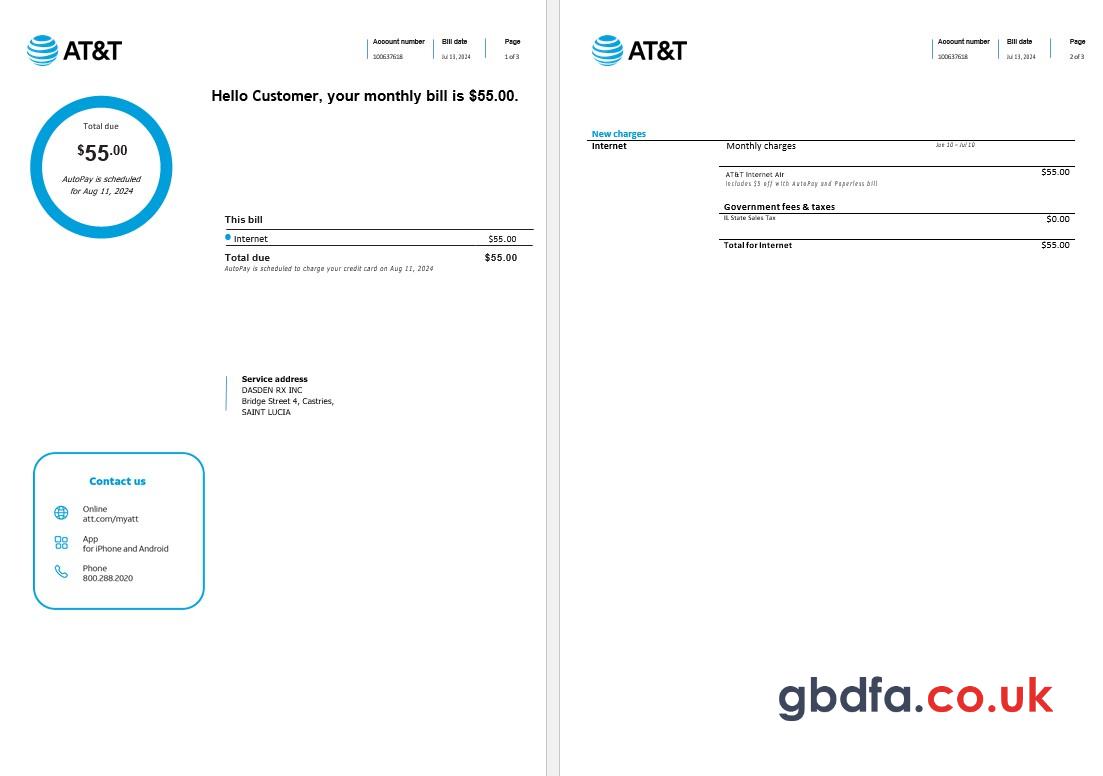 AT&T
Account number Bill date Page
100637618 Jul 13, 2024 1 of 3
Hello Customer, your monthly bill is $55.00.
Total due
$55.00
AutoPay is scheduled
for Aug 11, 2024
This bill
Internet $55.00
Total due $55.00
AutoPay is scheduled to charge your credit card on Aug 11, 2024
Service address
DASDEN RX INC
Bridge Street 4, Castries,
SAINT LUCIA
Contact us
Online
att.com/myatt
App
for iPhone and Android
Phone
800.288.2020
AT&T
Account number Bill date Page
100637618 Jul 13, 2024 2 of 3
New charges
Internet Monthly charges Jun 10 – Jul 10
AT&T Internet Air $55.00
Includes $5 off with AutoPay and Paperless bill
Government fees & taxes
IL State Sales Tax $0.00
Total for Internet $55.00
gbdfa.co.uk